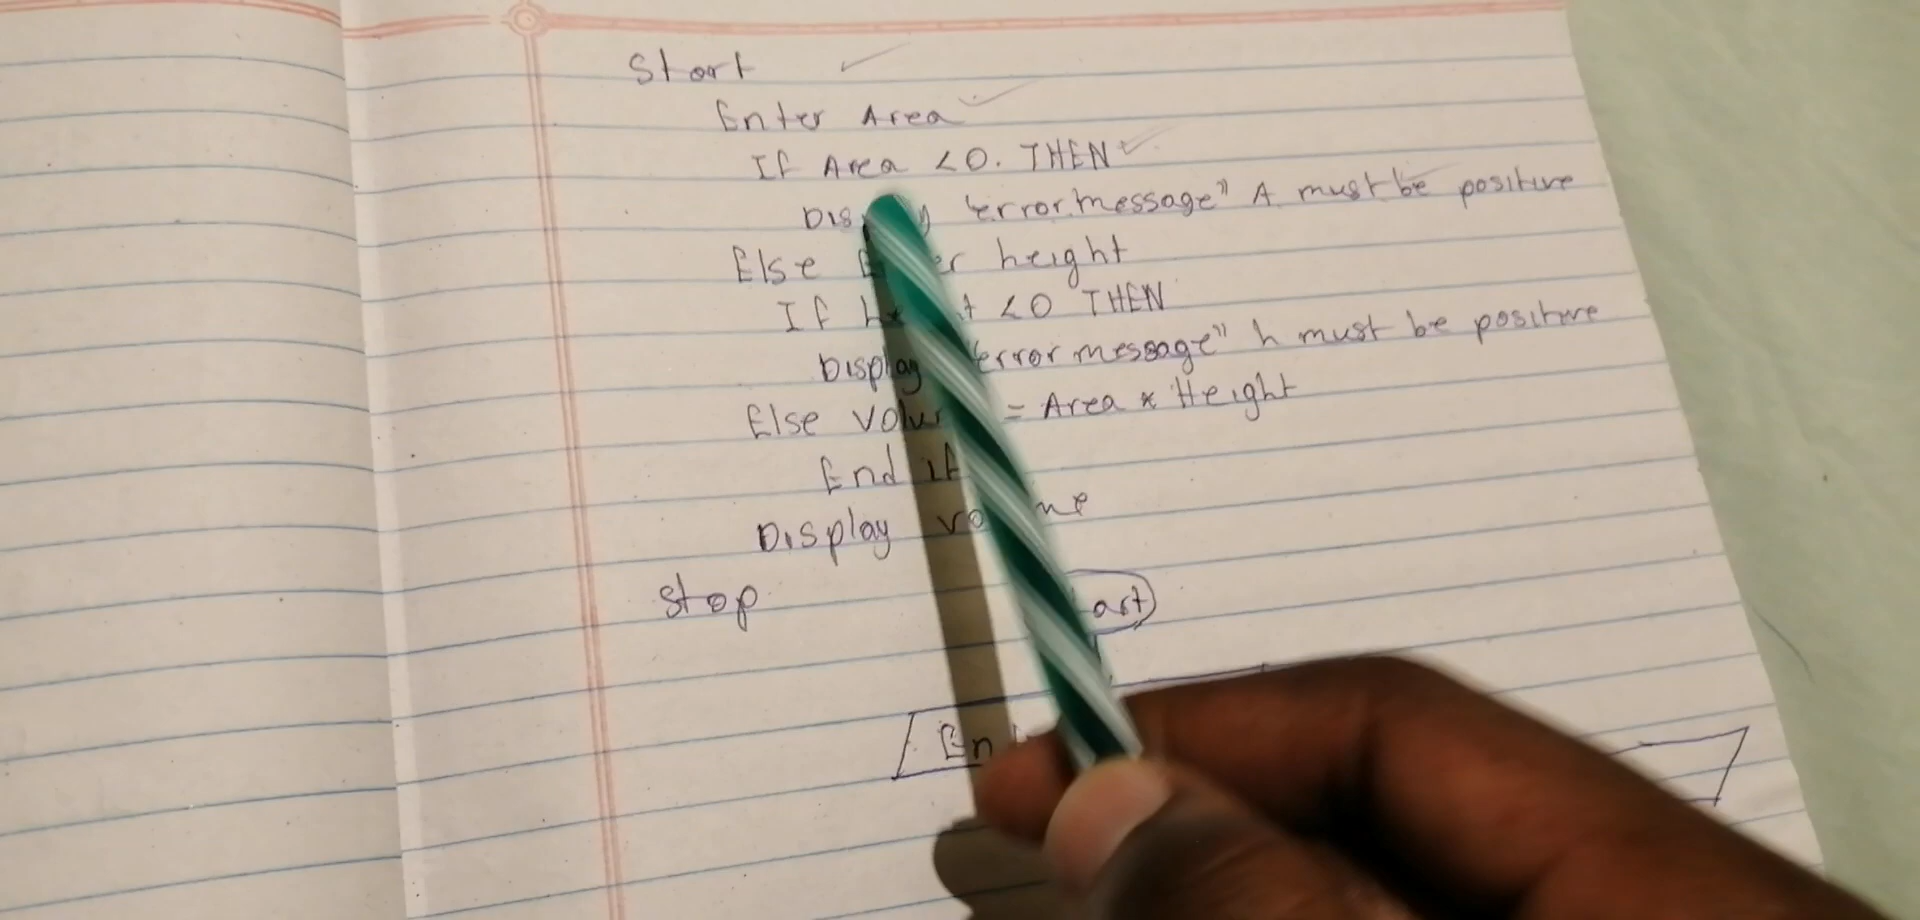 Start
Enter Area
If Area <0. THEN
"error message" A must be positive
Else height
If <0 THEN
Display "error message" h must be positive
Else = Area * Height
End if
Display
Stop